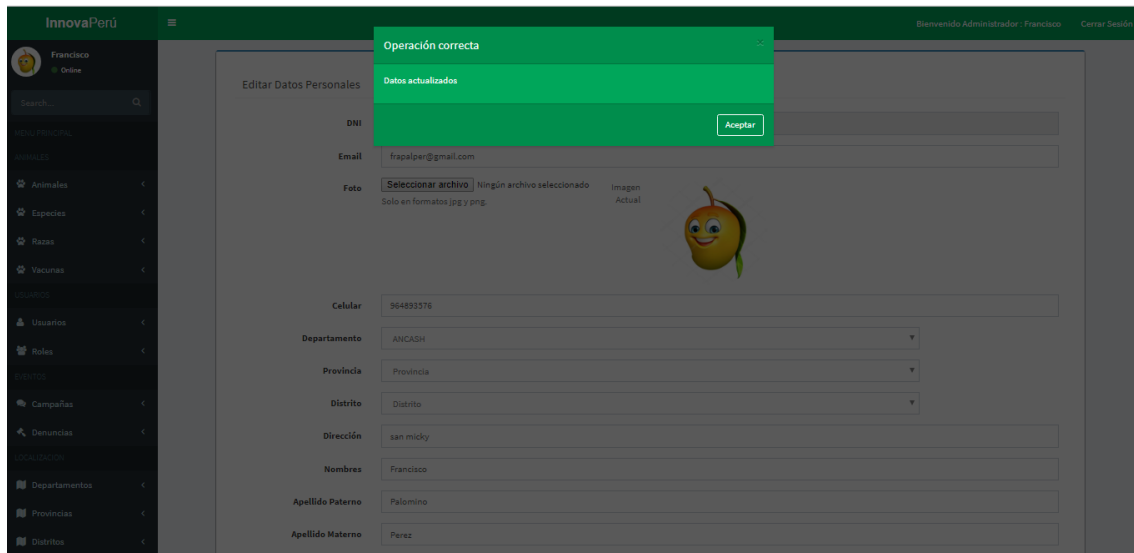 InnovaPerú
Bienvenido Administrador : Francisco
Cerrar Sesión
Francisco
Online
Search...
MENU PRINCIPAL
ANIMALES
Animales
Especies
Razas
Vacunas
USUARIOS
Usuarios
Roles
EVENTOS
Campañas
Denuncias
LOCALIZACIÓN
Departamentos
Provincias
Distritos
Operación correcta
×
Datos actualizados
Aceptar
Editar Datos Personales
DNI
Email frapalper@gmail.com
Foto Seleccionar archivo Ningún archivo seleccionado
Solo en formatos jpg y png.
Imagen
Actual
Celular 964893576
Departamento ANCASH
Provincia Provincia
Distrito Distrito
Dirección san micky
Nombres Francisco
Apellido Paterno Palomino
Apellido Materno Perez